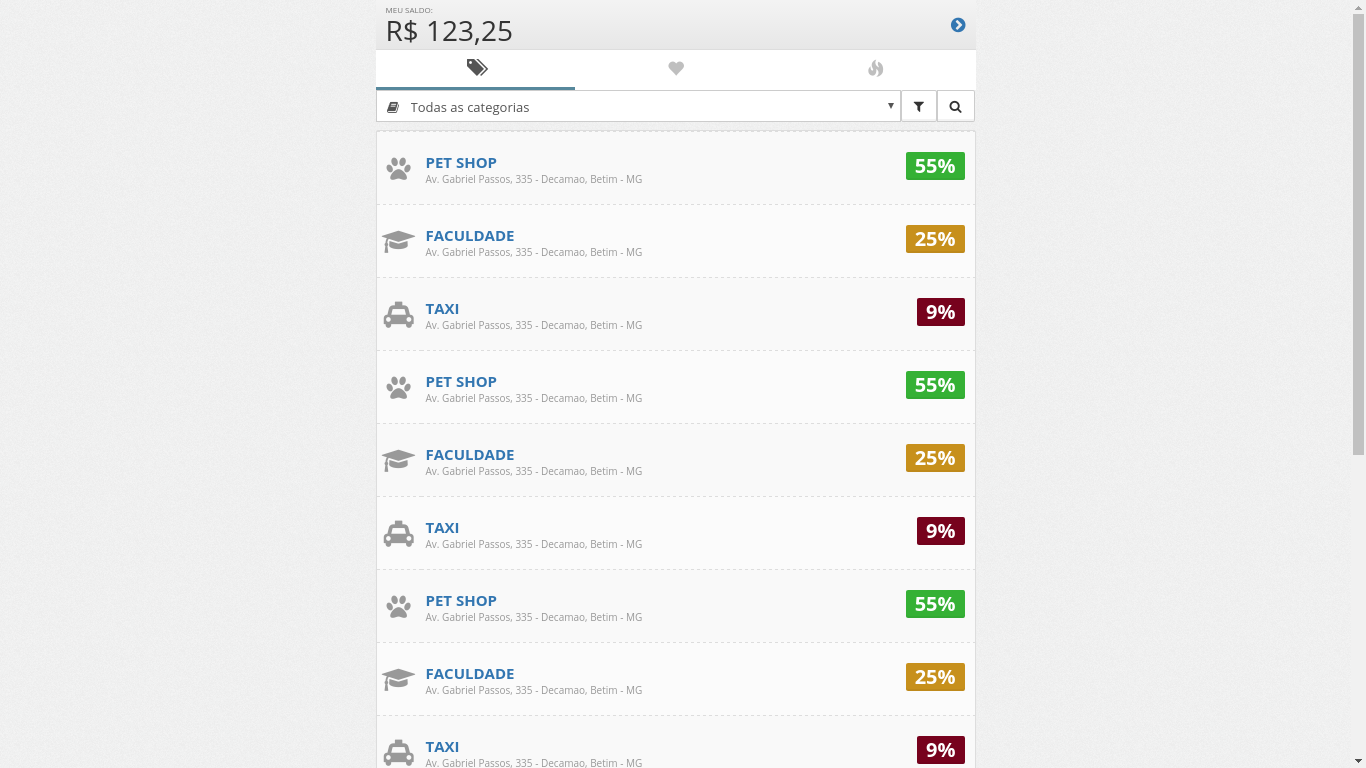 MEU SALDO:
R$ 123,25
Todas as categorias
PET SHOP
55%
Av. Gabriel Passos, 335 - Decamao, Betim - MG
FACULDADE
25%
Av. Gabriel Passos, 335 - Decamao, Betim - MG
TAXI
9%
Av. Gabriel Passos, 335 - Decamao, Betim - MG
PET SHOP
55%
Av. Gabriel Passos, 335 - Decamao, Betim - MG
FACULDADE
25%
Av. Gabriel Passos, 335 - Decamao, Betim - MG
TAXI
9%
Av. Gabriel Passos, 335 - Decamao, Betim - MG
PET SHOP
55%
Av. Gabriel Passos, 335 - Decamao, Betim - MG
FACULDADE
25%
Av. Gabriel Passos, 335 - Decamao, Betim - MG
TAXI
9%
Av. Gabriel Passos, 335 - Decamao, Betim - MG